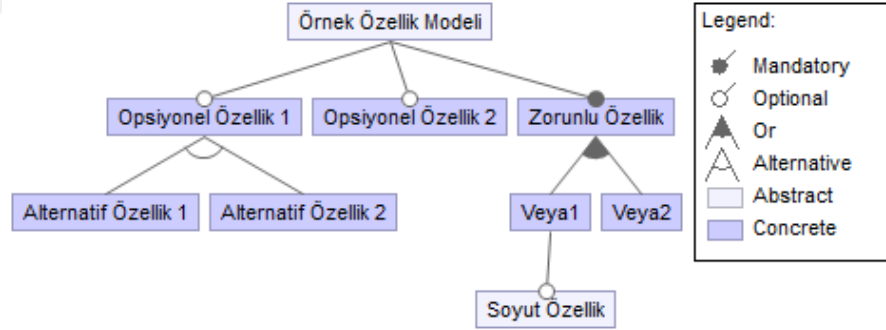 Örnek Özellik Modeli
Legend:
Mandatory
Optional
Or
Alternative
Abstract
Concrete
Opsiyonel Özellik 1
Opsiyonel Özellik 2
Zorunlu Özellik
Alternatif Özellik 1
Alternatif Özellik 2
Veya1
Veya2
Soyut Özellik